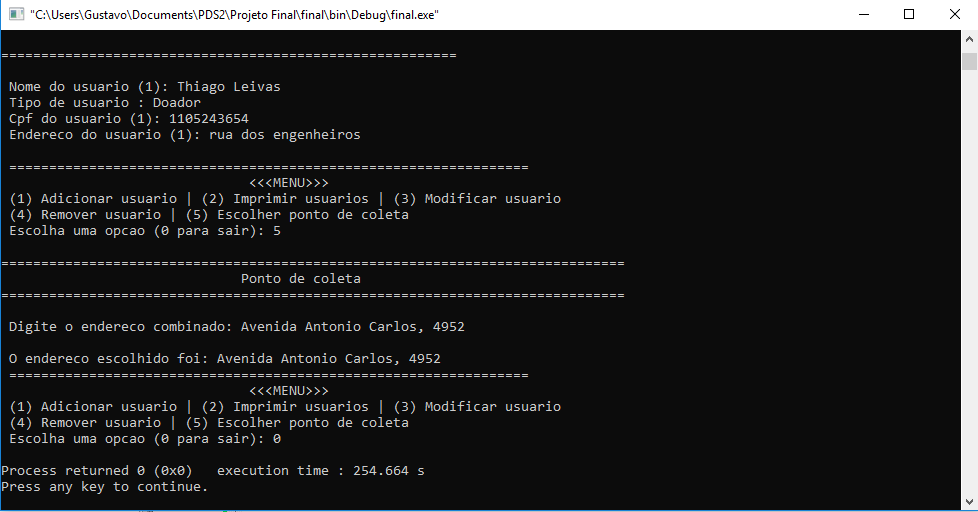 "C:\Users\Gustavo\Documents\PDS2\Projeto Final\final\bin\Debug\final.exe"
=========================================================
Nome do usuario (1): Thiago Leivas
Tipo de usuario : Doador
Cpf do usuario (1): 1105243654
Endereco do usuario (1): rua dos engenheiros
=================================================================
<<<MENU>>>
(1) Adicionar usuario | (2) Imprimir usuarios | (3) Modificar usuario
(4) Remover usuario | (5) Escolher ponto de coleta
Escolha uma opcao (0 para sair): 5
==============================================================================
Ponto de coleta
==============================================================================
Digite o endereco combinado: Avenida Antonio Carlos, 4952
O endereco escolhido foi: Avenida Antonio Carlos, 4952
=================================================================
<<<MENU>>>
(1) Adicionar usuario | (2) Imprimir usuarios | (3) Modificar usuario
(4) Remover usuario | (5) Escolher ponto de coleta
Escolha uma opcao (0 para sair): 0
Process returned 0 (0x0)   execution time : 254.664 s
Press any key to continue.